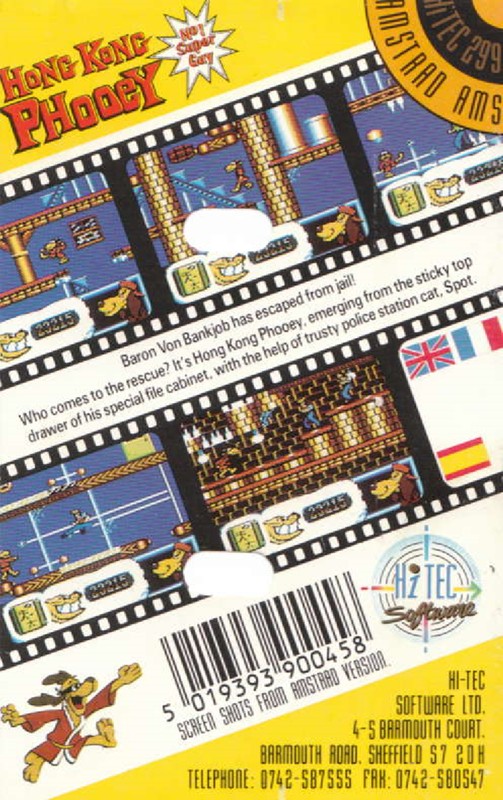 HONG KONG
PHOOEY
No1
Super
Guy
AMSTRAD AMS
Hi TEC 299
23215
23215
23215
Baron Von Bankjob has escaped from jail!
Who comes to the rescue? It's Hong Kong Phooey, emerging from the sticky top
drawer of his special file cabinet, with the help of trusty police station cat, Spot.
23215
23215
Hi TEC
Software
5 019393 900458
SCREEN SHOTS FROM AMSTRAD VERSION.
HI-TEC
SOFTWARE LTD.
4-5 BARMOUTH COURT.
BARMOUTH ROAD. SHEFFIELD S7 2DH
TELEPHONE: 0742-587555 FAX: 0742-580547